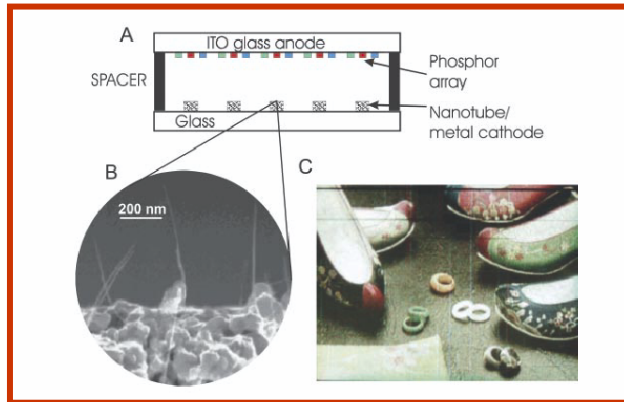 A
ITO glass anode
SPACER
Phosphor
array
Nanotube/
metal cathode
Glass
B
C
200 nm